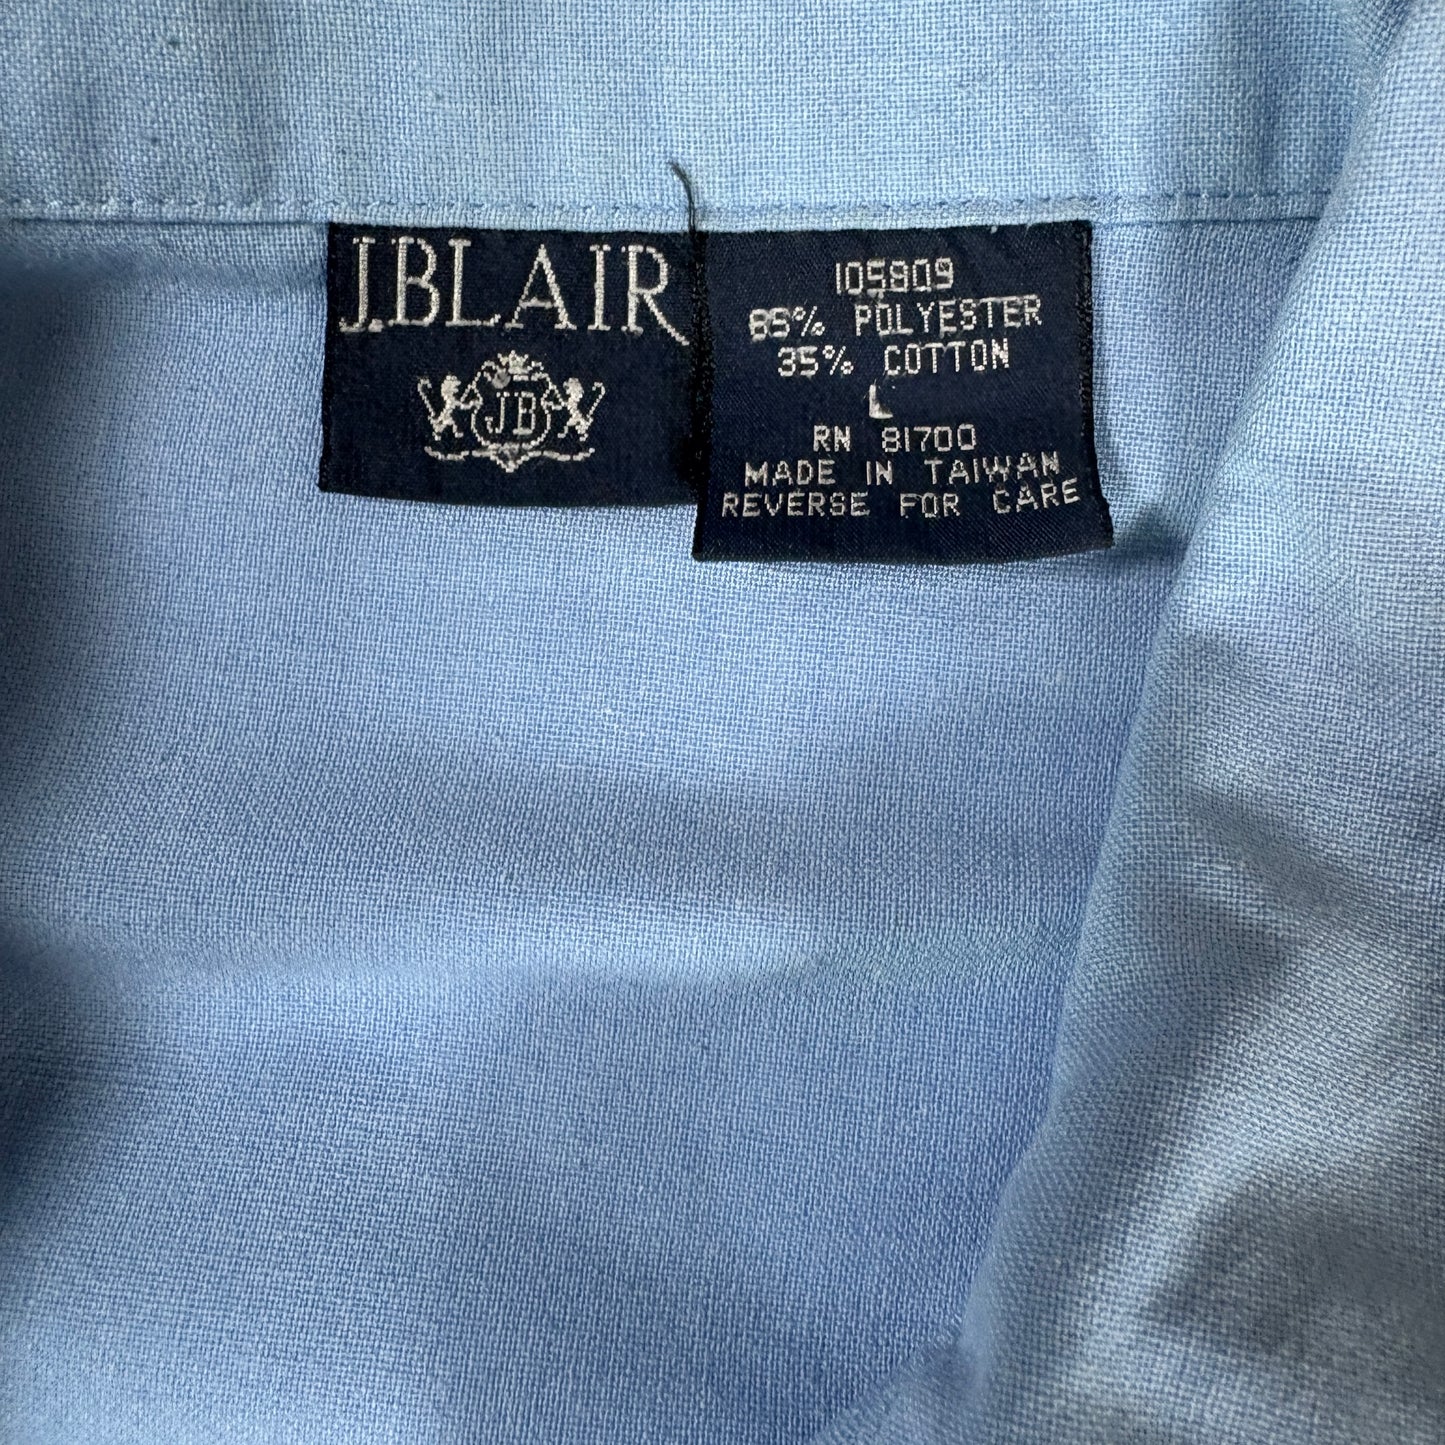 J.BLAIR
JB
105809
65% POLYESTER
35% COTTON
L
RN 81700
MADE IN TAIWAN
REVERSE FOR CARE